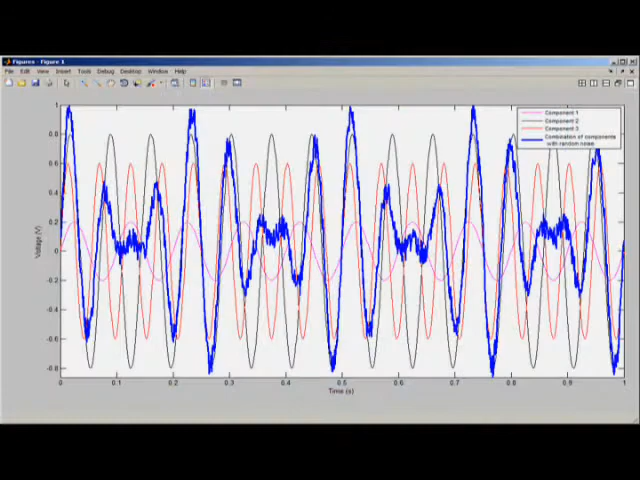 Figures - Figure 1
File Edit View Insert Tools Debug Desktop Window Help
Component 1
Component 2
Component 3
Combination of components
with random noise
1
0.8
0.6
0.4
0.2
0
-0.2
-0.4
-0.6
-0.8
Voltage (V)
0 0.1 0.2 0.3 0.4 0.5 0.6 0.7 0.8 0.9 1
Time (s)